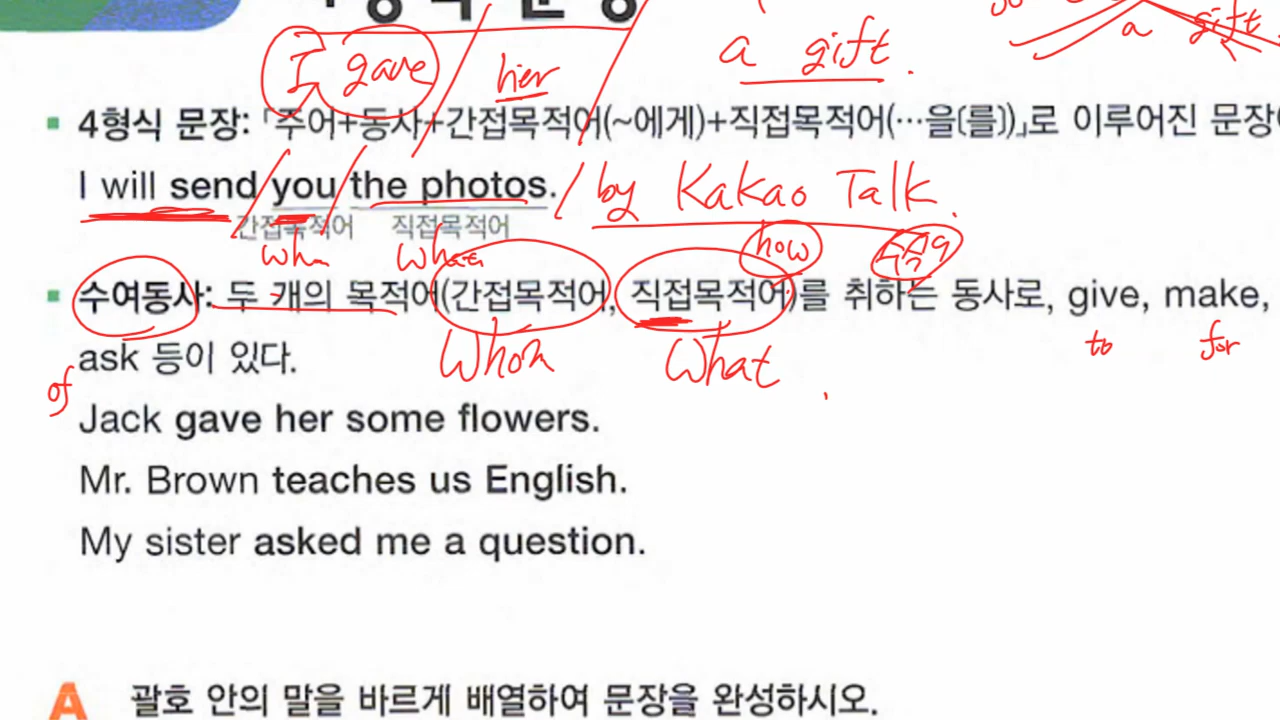 I gave her a gift.
4형식 문장: 「주어+동사+간접목적어(~에게)+직접목적어(…을(를))」로 이루어진 문장
I will send you the photos. by Kakao Talk.
간접목적어 직접목적어
how
수여동사: 두 개의 목적어(간접목적어, 직접목적어)를 취하는 동사로, give, make,
to for
ask 등이 있다.
Whom What
of
Jack gave her some flowers.
Mr. Brown teaches us English.
My sister asked me a question.
A 괄호 안의 말을 바르게 배열하여 문장을 완성하시오.